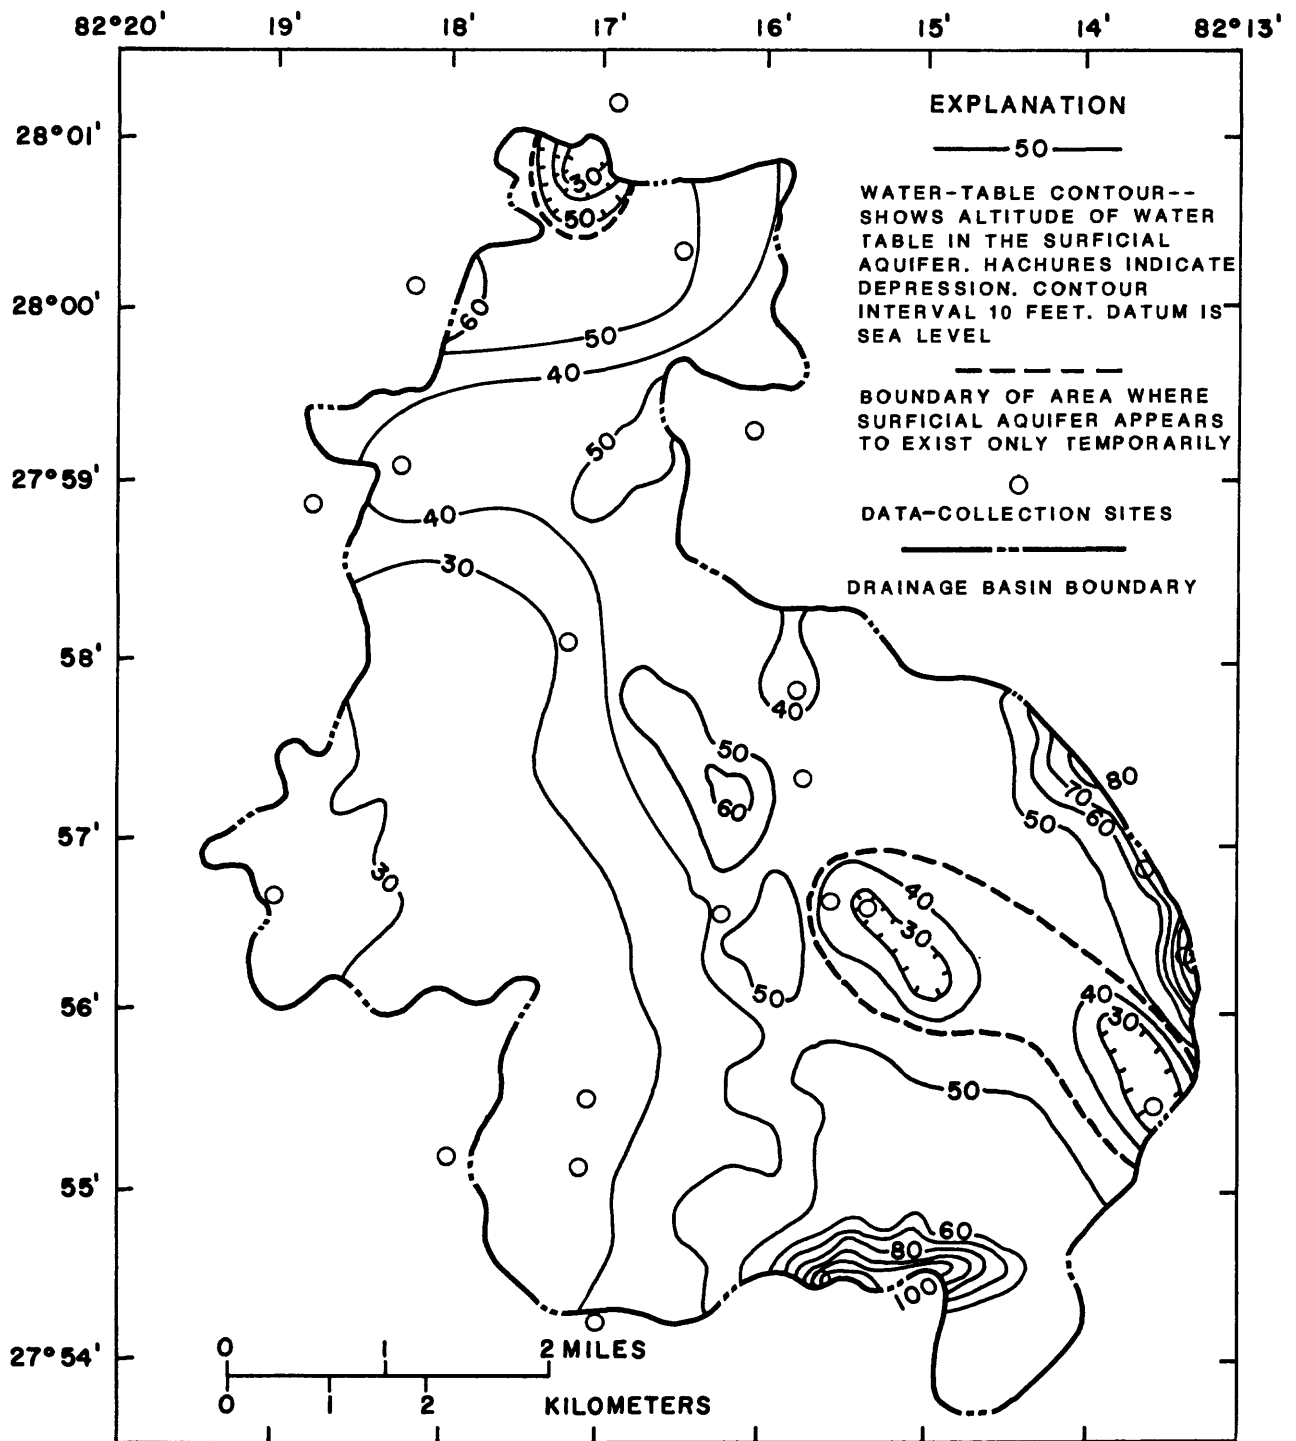 82°20' 19' 18' 17' 16' 15' 14' 82°13'
28°01'
28°00'
27°59'
58'
57'
56'
55'
27°54'
EXPLANATION
50
WATER-TABLE CONTOUR--
SHOWS ALTITUDE OF WATER
TABLE IN THE SURFICIAL
AQUIFER. HACHURES INDICATE
DEPRESSION. CONTOUR
INTERVAL 10 FEET. DATUM IS
SEA LEVEL
BOUNDARY OF AREA WHERE
SURFICIAL AQUIFER APPEARS
TO EXIST ONLY TEMPORARILY
DATA-COLLECTION SITES
DRAINAGE BASIN BOUNDARY
30
50
60
50
40
50
40
30
40
50
60
80
70
60
50
30
40
30
50
40
30
50
60
80
100
0 1 2 MILES
0 1 2 KILOMETERS